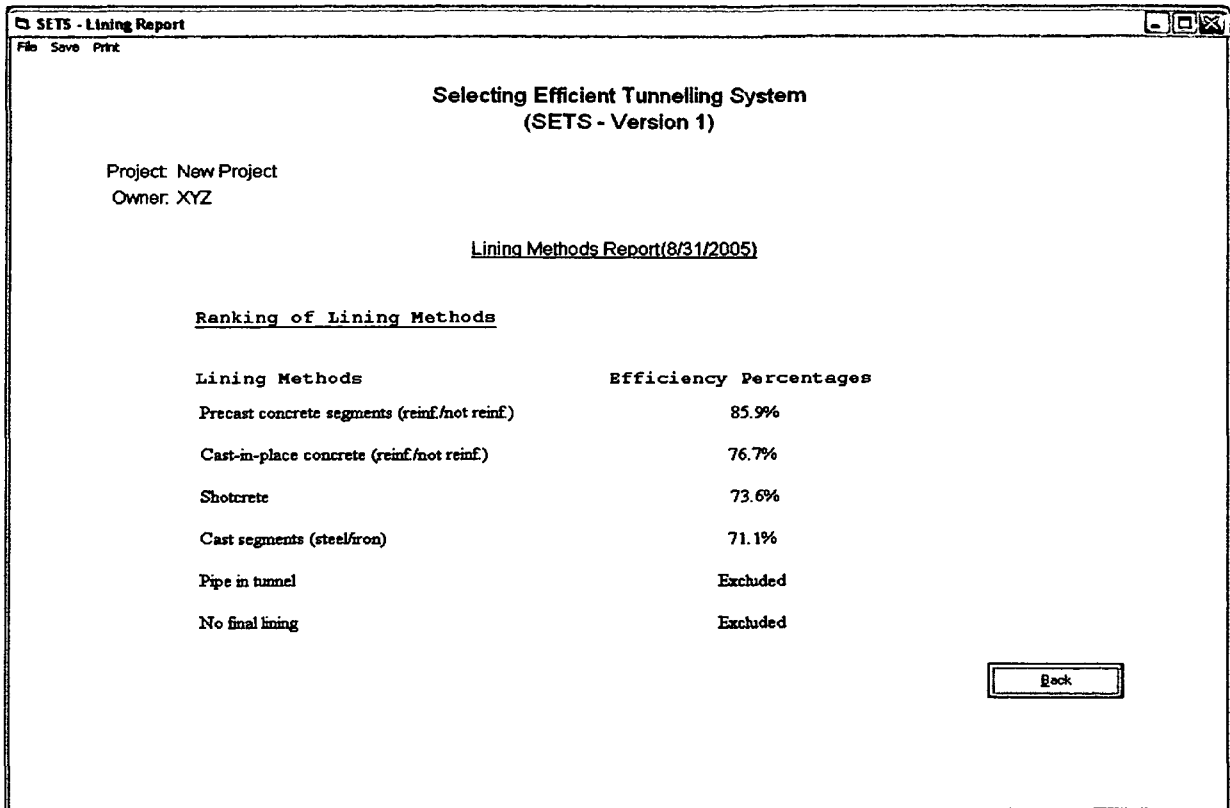 SETS - Lining Report
File Save Print
Selecting Efficient Tunnelling System
(SETS - Version 1)
Project: New Project
Owner: XYZ
Lining Methods Report(8/31/2005)
Ranking of Lining Methods
Lining Methods Efficiency Percentages
Precast concrete segments (reinf./not reinf.) 85.9%
Cast-in-place concrete (reinf./not reinf.) 76.7%
Shotcrete 73.6%
Cast segments (steel/iron) 71.1%
Pipe in tunnel Excluded
No final lining Excluded
Back